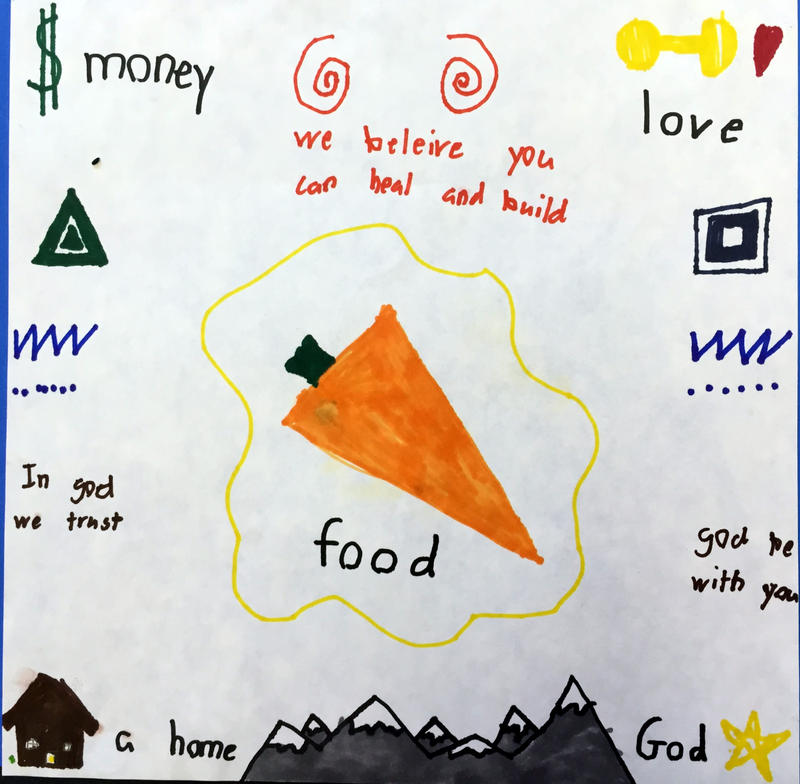 $ money
love
we beleive you
can heal and build
In god
we trust
god be
with you
food
a home
God